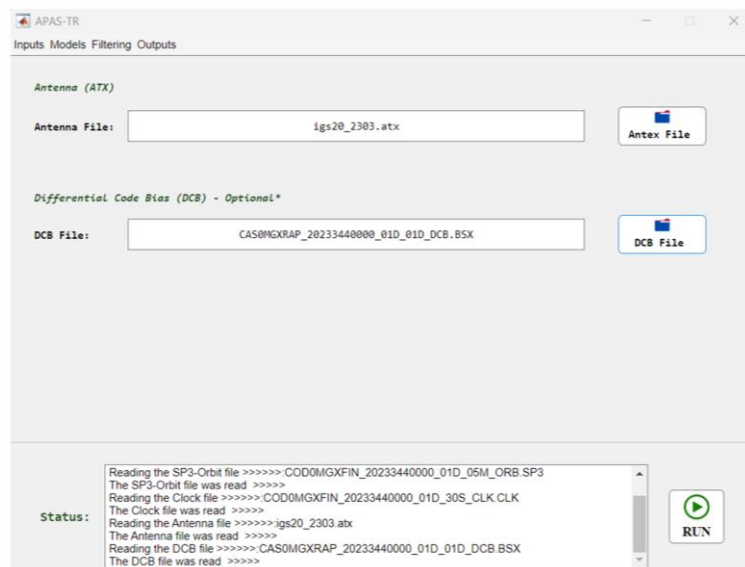 APAS-TR
Inputs Models Filtering Outputs
Antenna (ATX)
Antenna File:
igs20_2303.atx
Antex File
Differential Code Bias (DCB) - Optional*
DCB File:
CAS0MGXRAP_20233440000_01D_01D_DCB.BSX
DCB File
Status:
Reading the SP3-Orbit file >>>>>>:COD0MGXFIN_20233440000_01D_05M_ORB.SP3
The SP3-Orbit file was read >>>>>
Reading the Clock file >>>>>>:COD0MGXFIN_20233440000_01D_30S_CLK.CLK
The Clock file was read >>>>>
Reading the Antenna file >>>>>>:igs20_2303.atx
The Antenna file was read >>>>>
Reading the DCB file >>>>>>:CAS0MGXRAP_20233440000_01D_01D_DCB.BSX
The DCB file was read >>>>>
RUN